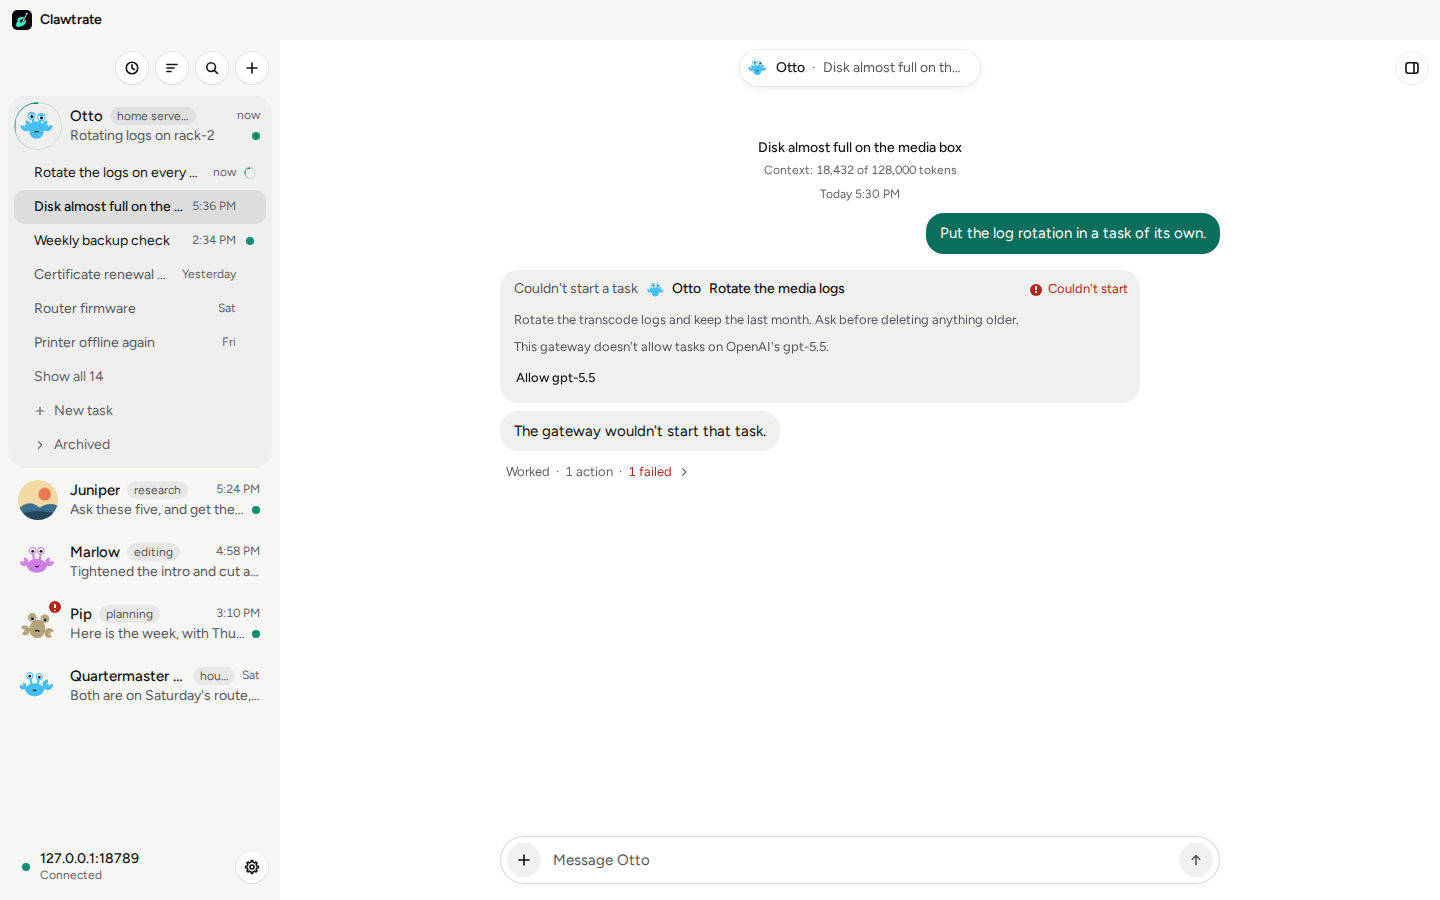 Clawtrate
Otto
home serve...
now
Rotating logs on rack-2
Rotate the logs on every ...
now
Disk almost full on the ...
5:36 PM
Weekly backup check
2:34 PM
Certificate renewal ...
Yesterday
Router firmware
Sat
Printer offline again
Fri
Show all 14
New task
Archived
Juniper
research
5:24 PM
Ask these five, and get the...
Marlow
editing
4:58 PM
Tightened the intro and cut a...
Pip
planning
3:10 PM
Here is the week, with Thu...
Quartermaster ...
hou...
Sat
Both are on Saturday's route,...
127.0.0.1:18789
Connected
Otto · Disk almost full on th...
Disk almost full on the media box
Context: 18,432 of 128,000 tokens
Today 5:30 PM
Put the log rotation in a task of its own.
Couldn't start a task Otto Rotate the media logs
Couldn't start
Rotate the transcode logs and keep the last month. Ask before deleting anything older.
This gateway doesn't allow tasks on OpenAI's gpt-5.5.
Allow gpt-5.5
The gateway wouldn't start that task.
Worked · 1 action · 1 failed
Message Otto